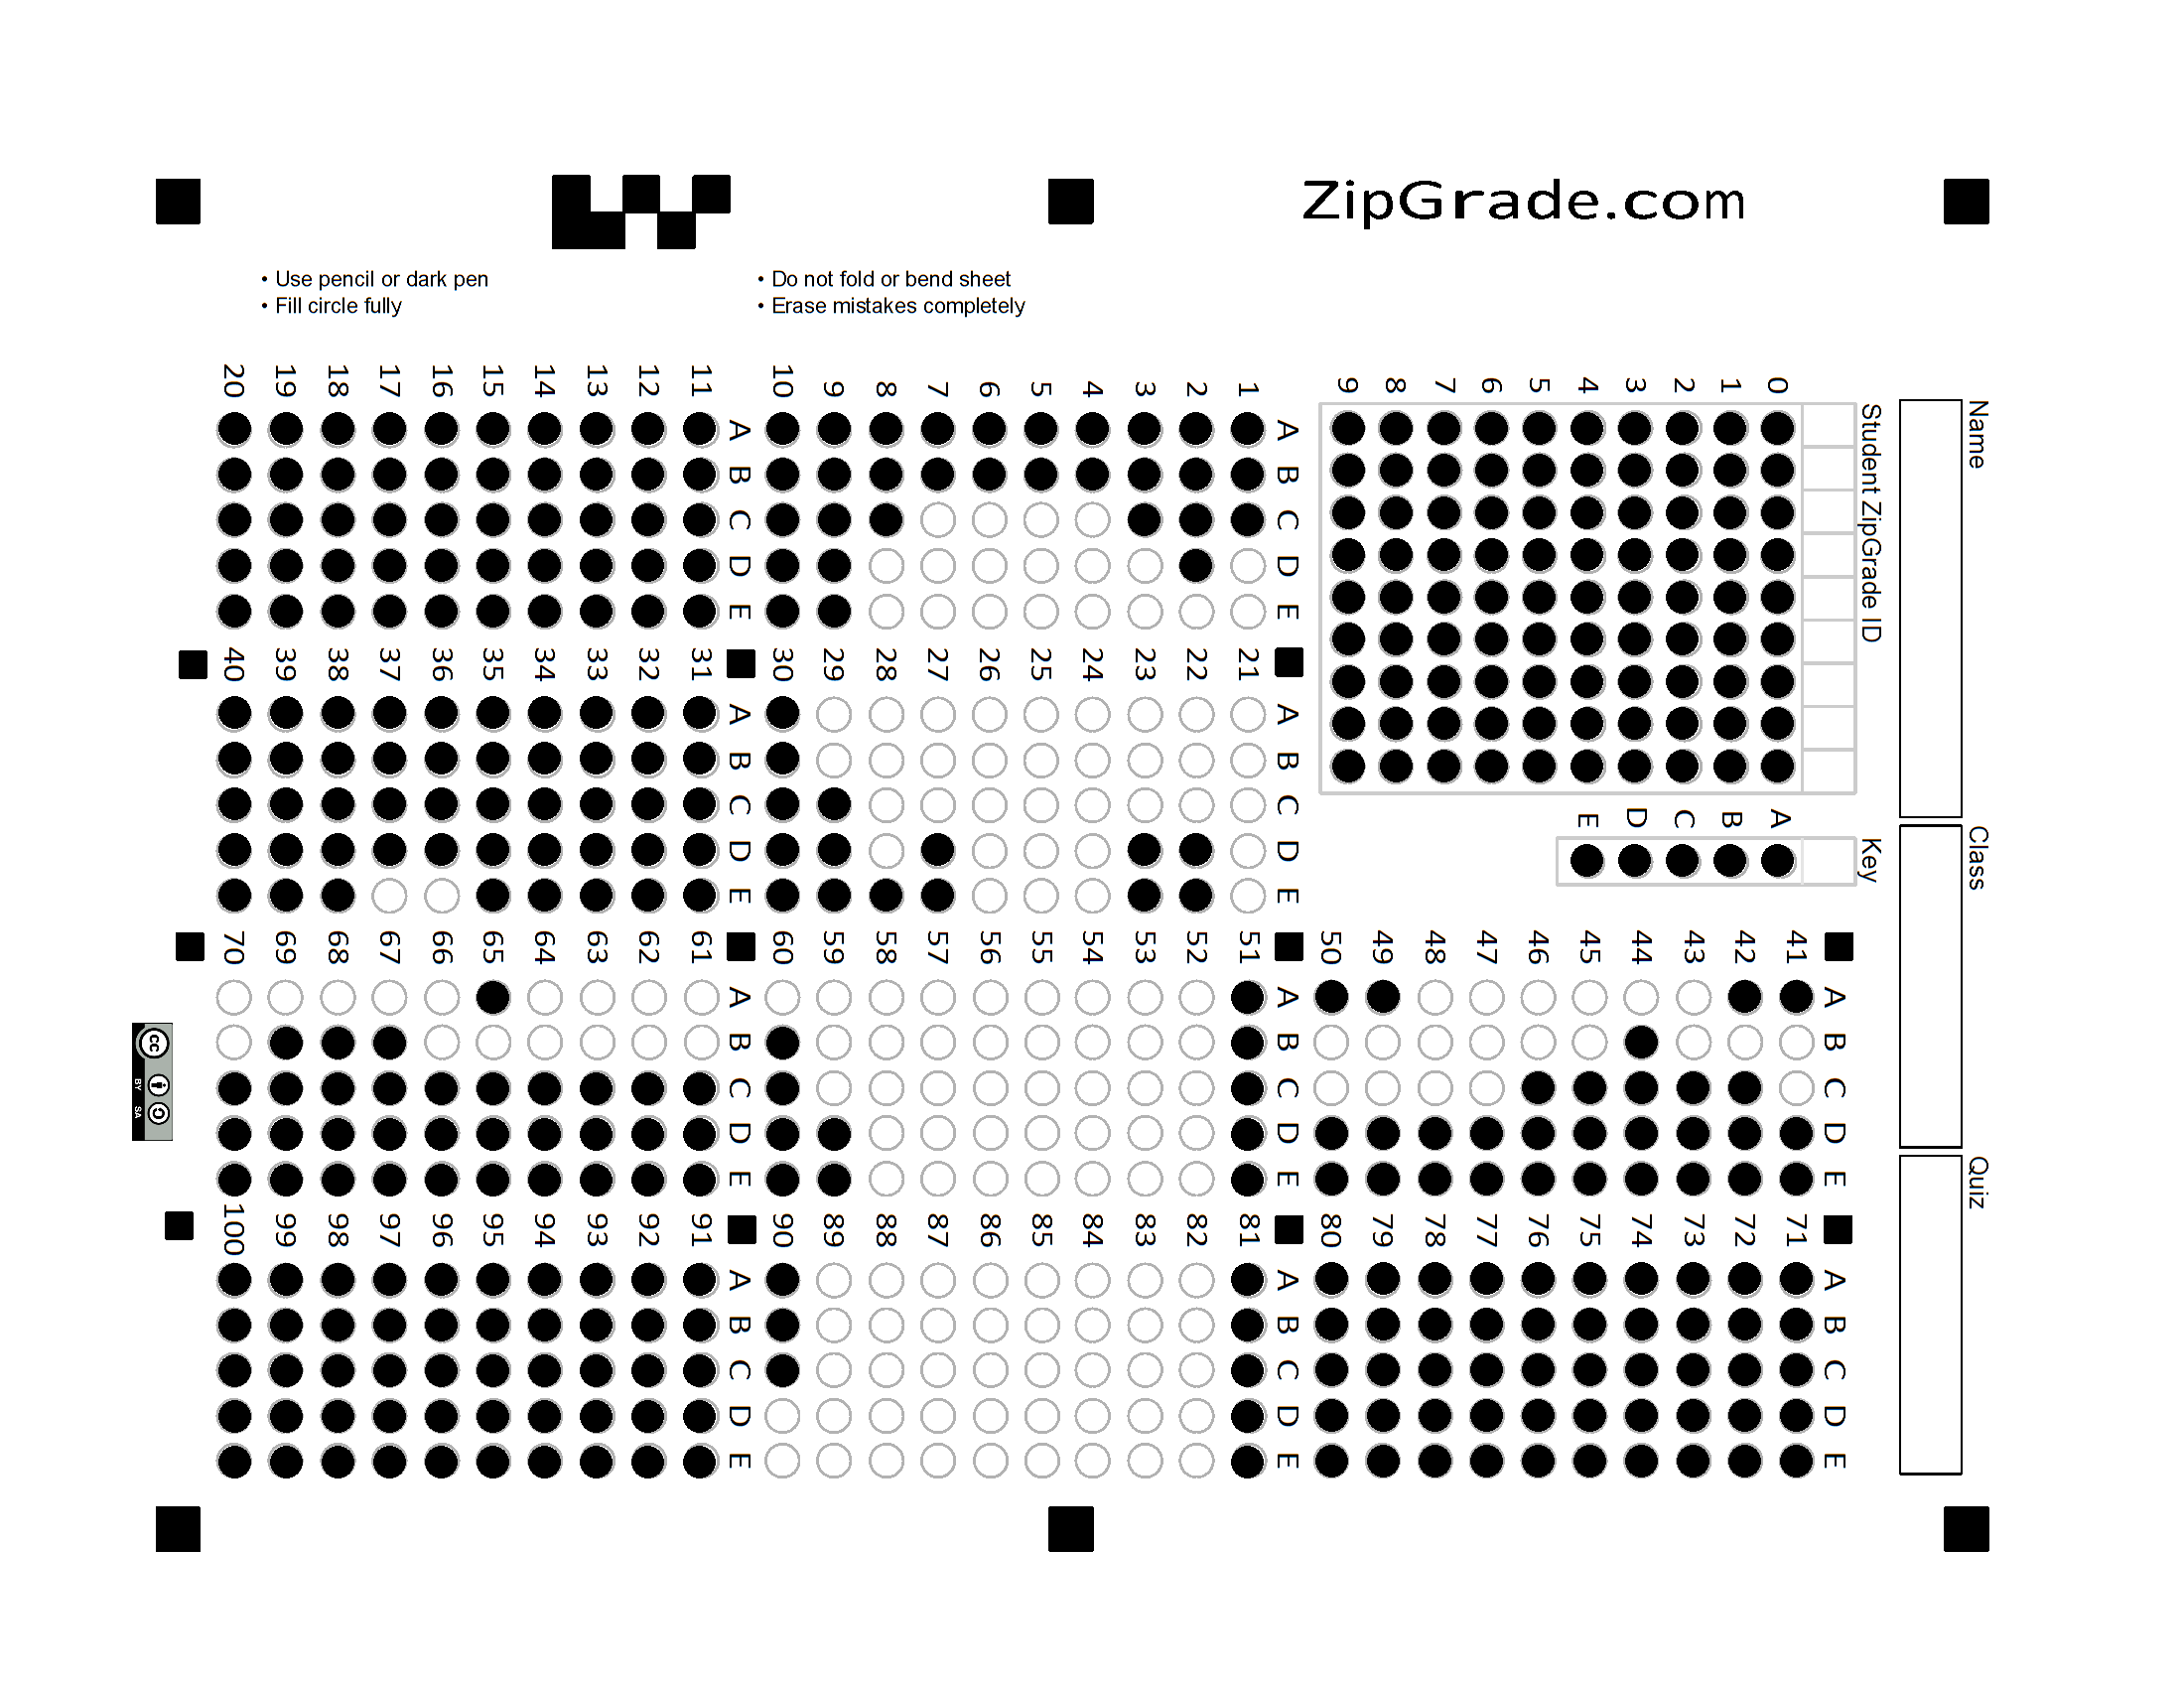 ZipGrade.com
• Use pencil or dark pen
• Fill circle fully
• Do not fold or bend sheet
• Erase mistakes completely
Name
Class
Quiz
Student ZipGrade ID
0 1 2 3 4 5 6 7 8 9
Key
A B C D E
A B C D E
1 2 3 4 5 6 7 8 9 10
A B C D E
11 12 13 14 15 16 17 18 19 20
A B C D E
21 22 23 24 25 26 27 28 29 30
A B C D E
31 32 33 34 35 36 37 38 39 40
A B C D E
41 42 43 44 45 46 47 48 49 50
A B C D E
51 52 53 54 55 56 57 58 59 60
A B C D E
61 62 63 64 65 66 67 68 69 70
A B C D E
71 72 73 74 75 76 77 78 79 80
A B C D E
81 82 83 84 85 86 87 88 89 90
A B C D E
91 92 93 94 95 96 97 98 99 100
cc
BY SA